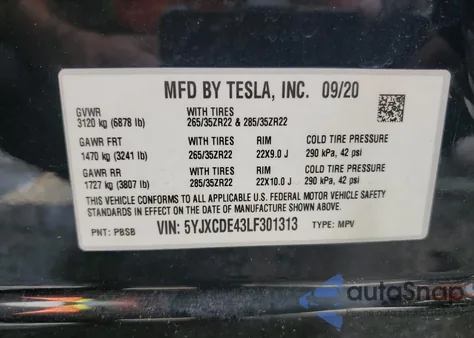 MFD BY TESLA, INC. 09/20
GVWR WITH TIRES
3120 kg (6878 lb) 265/35ZR22 & 285/35ZR22
GAWR FRT WITH TIRES RIM COLD TIRE PRESSURE
1470 kg (3241 lb) 265/35ZR22 22X9.0 J 290 kPa, 42 psi
GAWR RR WITH TIRES RIM COLD TIRE PRESSURE
1727 kg (3807 lb) 285/35ZR22 22X10.0 J 290 kPa, 42 psi
THIS VEHICLE CONFORMS TO ALL APPLICABLE FEDERAL MOTOR VEHICLE SAFETY
STANDARDS IN EFFECT ON THE DATE OF MANUFACTURE SHOWN ABOVE.
PNT: PBSB VIN: 5YJXCDE43LF301313 TYPE: MPV
autoSnap